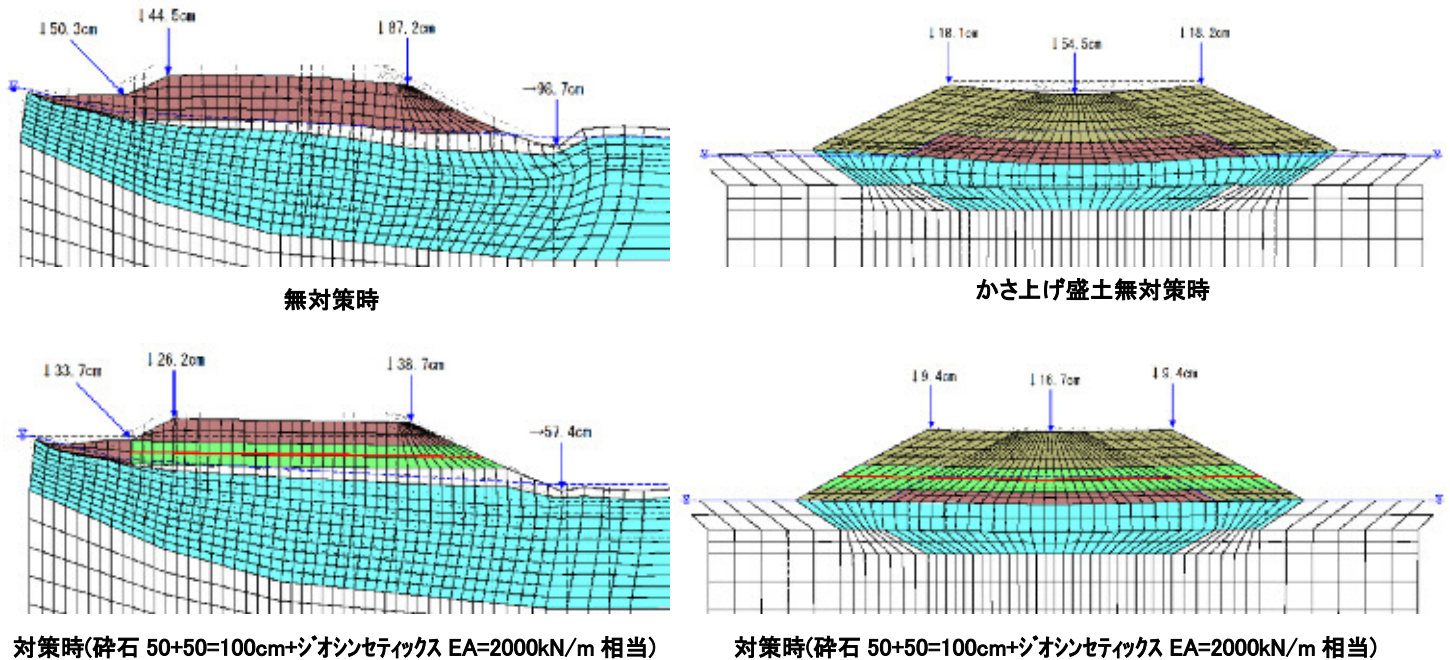 ↓50.3cm
↓44.5cm
↓87.2cm
→96.7cm
無対策時
↓18.1cm
↓54.5cm
↓18.2cm
かさ上げ盛土無対策時
↓33.7cm
↓26.2cm
↓38.7cm
→57.4cm
対策時(砕石 50+50=100cm+ジオシンセティックス EA=2000kN/m 相当)
↓9.4cm
↓16.7cm
↓9.4cm
対策時(砕石 50+50=100cm+ジオシンセティックス EA=2000kN/m 相当)